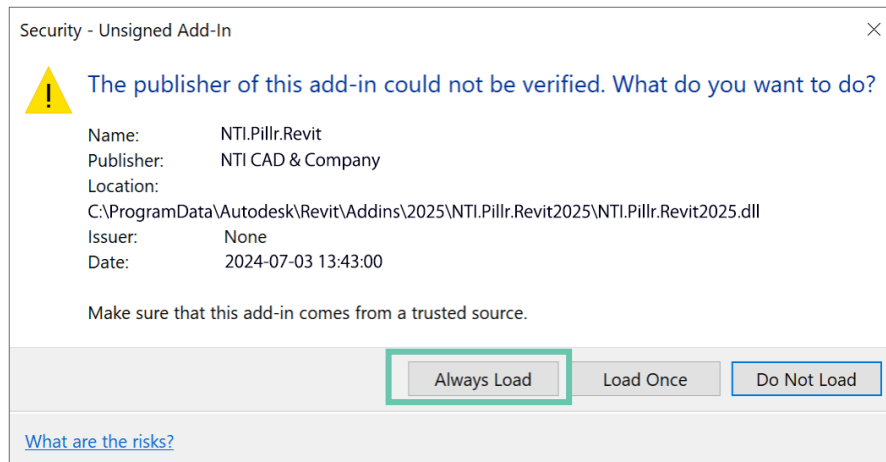 Security - Unsigned Add-In
The publisher of this add-in could not be verified. What do you want to do?
Name: NTI.Pillr.Revit
Publisher: NTI CAD & Company
Location:
C:\ProgramData\Autodesk\Revit\Addins\2025\NTI.Pillr.Revit2025\NTI.Pillr.Revit2025.dll
Issuer: None
Date: 2024-07-03 13:43:00
Make sure that this add-in comes from a trusted source.
Always Load Load Once Do Not Load
What are the risks?